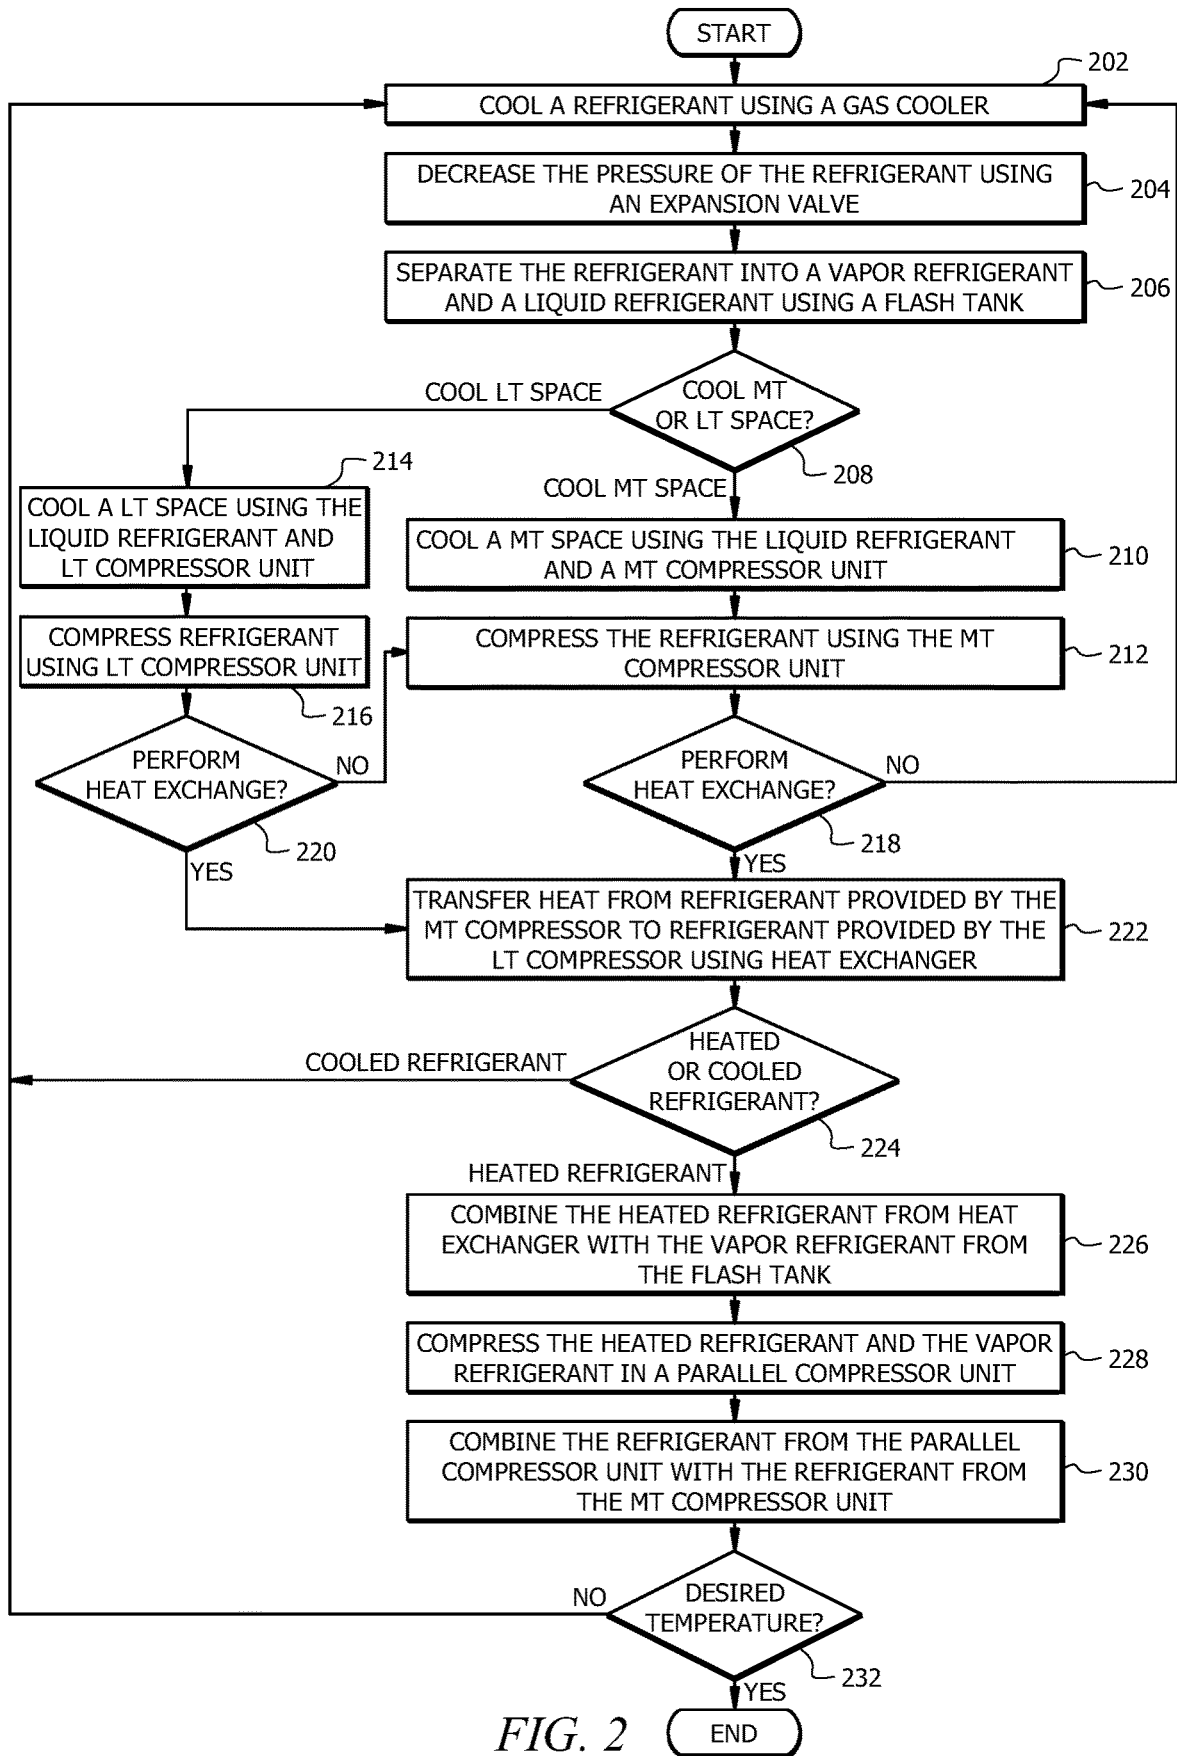 START
202
COOL A REFRIGERANT USING A GAS COOLER
DECREASE THE PRESSURE OF THE REFRIGERANT USING
AN EXPANSION VALVE
204
SEPARATE THE REFRIGERANT INTO A VAPOR REFRIGERANT
AND A LIQUID REFRIGERANT USING A FLASH TANK
206
COOL LT SPACE
COOL MT
OR LT SPACE?
208
214
COOL MT SPACE
COOL A LT SPACE USING THE
LIQUID REFRIGERANT AND
LT COMPRESSOR UNIT
COOL A MT SPACE USING THE LIQUID REFRIGERANT
AND A MT COMPRESSOR UNIT
210
COMPRESS REFRIGERANT
USING LT COMPRESSOR UNIT
216
COMPRESS THE REFRIGERANT USING THE MT
COMPRESSOR UNIT
212
PERFORM
HEAT EXCHANGE?
NO
220
YES
PERFORM
HEAT EXCHANGE?
NO
218
YES
TRANSFER HEAT FROM REFRIGERANT PROVIDED BY THE
MT COMPRESSOR TO REFRIGERANT PROVIDED BY THE
LT COMPRESSOR USING HEAT EXCHANGER
222
COOLED REFRIGERANT
HEATED
OR COOLED
REFRIGERANT?
224
HEATED REFRIGERANT
COMBINE THE HEATED REFRIGERANT FROM HEAT
EXCHANGER WITH THE VAPOR REFRIGERANT FROM
THE FLASH TANK
226
COMPRESS THE HEATED REFRIGERANT AND THE VAPOR
REFRIGERANT IN A PARALLEL COMPRESSOR UNIT
228
COMBINE THE REFRIGERANT FROM THE PARALLEL
COMPRESSOR UNIT WITH THE REFRIGERANT FROM
THE MT COMPRESSOR UNIT
230
NO
DESIRED
TEMPERATURE?
232
YES
FIG. 2
END